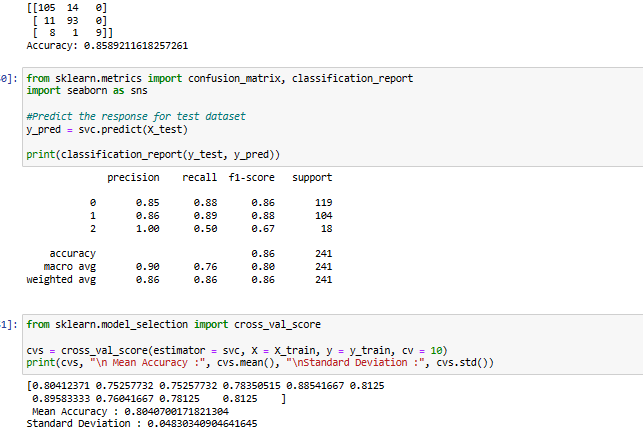 [[105 14 0]
[ 11 93 0]
[ 8 1 9]]
Accuracy: 0.8589211618257261
0]: from sklearn.metrics import confusion_matrix, classification_report
import seaborn as sns
#Predict the response for test dataset
y_pred = svc.predict(X_test)
print(classification_report(y_test, y_pred))
precision recall f1-score support
0 0.85 0.88 0.86 119
1 0.86 0.89 0.88 104
2 1.00 0.50 0.67 18
accuracy 0.86 241
macro avg 0.90 0.76 0.80 241
weighted avg 0.86 0.86 0.86 241
1]: from sklearn.model_selection import cross_val_score
cvs = cross_val_score(estimator = svc, X = X_train, y = y_train, cv = 10)
print(cvs, "\n Mean Accuracy :", cvs.mean(), "\nStandard Deviation :", cvs.std())
[0.80412371 0.75257732 0.75257732 0.78350515 0.88541667 0.8125
0.89583333 0.76041667 0.78125 0.8125 ]
Mean Accuracy : 0.8040700171821304
Standard Deviation : 0.04830340904641645